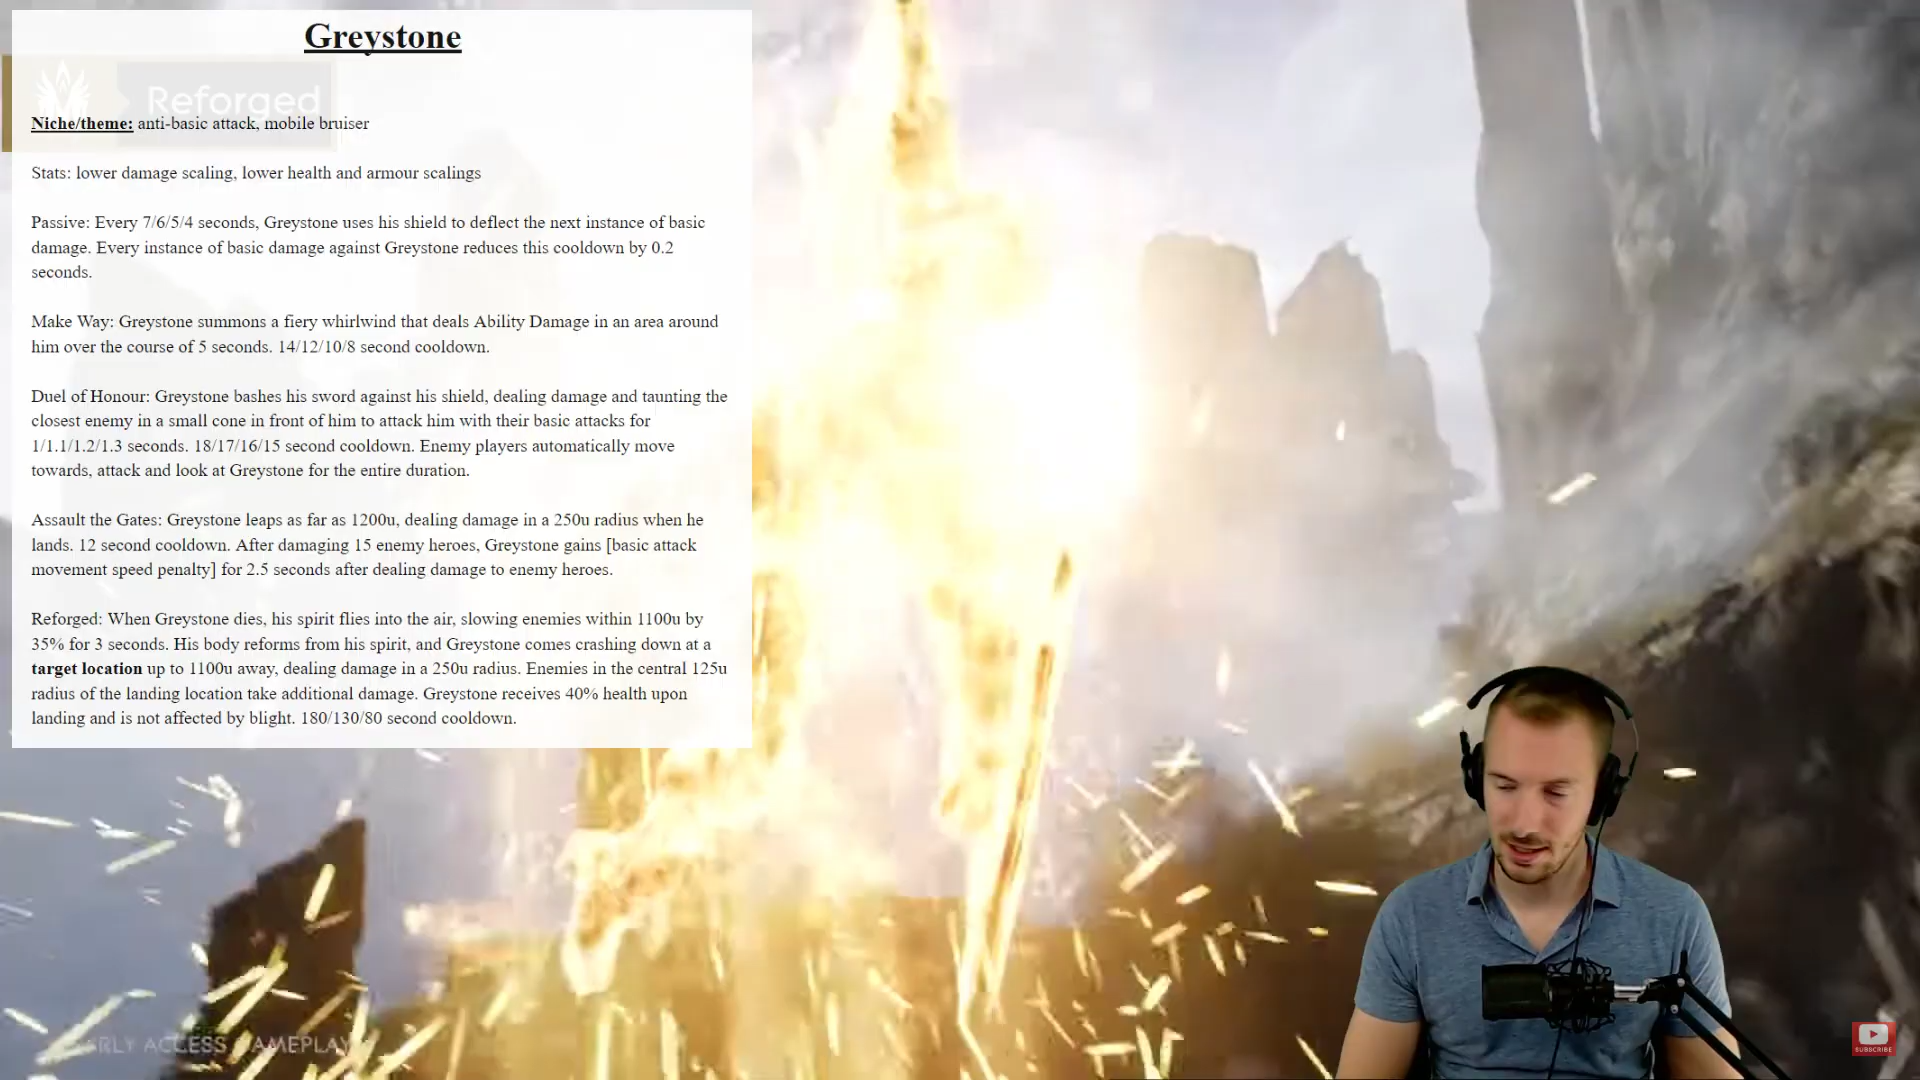 Greystone
Reforged
Niche/theme: anti-basic attack, mobile bruiser
Stats: lower damage scaling, lower health and armour scalings
Passive: Every 7/6/5/4 seconds, Greystone uses his shield to deflect the next instance of basic
damage. Every instance of basic damage against Greystone reduces this cooldown by 0.2
seconds.
Make Way: Greystone summons a fiery whirlwind that deals Ability Damage in an area around
him over the course of 5 seconds. 14/12/10/8 second cooldown.
Duel of Honour: Greystone bashes his sword against his shield, dealing damage and taunting the
closest enemy in a small cone in front of him to attack him with their basic attacks for
1/1.1/1.2/1.3 seconds. 18/17/16/15 second cooldown. Enemy players automatically move
towards, attack and look at Greystone for the entire duration.
Assault the Gates: Greystone leaps as far as 1200u, dealing damage in a 250u radius when he
lands. 12 second cooldown. After damaging 15 enemy heroes, Greystone gains [basic attack
movement speed penalty] for 2.5 seconds after dealing damage to enemy heroes.
Reforged: When Greystone dies, his spirit flies into the air, slowing enemies within 1100u by
35% for 3 seconds. His body reforms from his spirit, and Greystone comes crashing down at a
target location up to 1100u away, dealing damage in a 250u radius. Enemies in the central 125u
radius of the landing location take additional damage. Greystone receives 40% health upon
landing and is not affected by blight. 180/130/80 second cooldown.
ARLY ACCESS GAMEPLAY
SUBSCRIBE